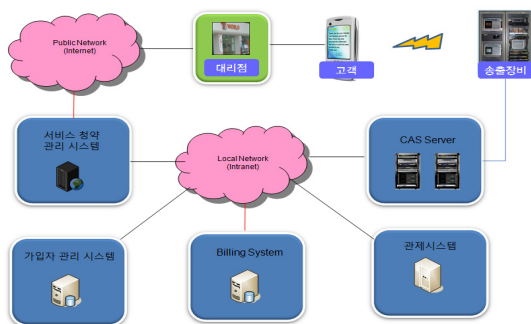 Public Network
(Internet)
대리점
고객
송출장비
서비스 청약
관리 시스템
Local Network
(Intranet)
CAS Server
가입자 관리 시스템
Billing System
관제시스템